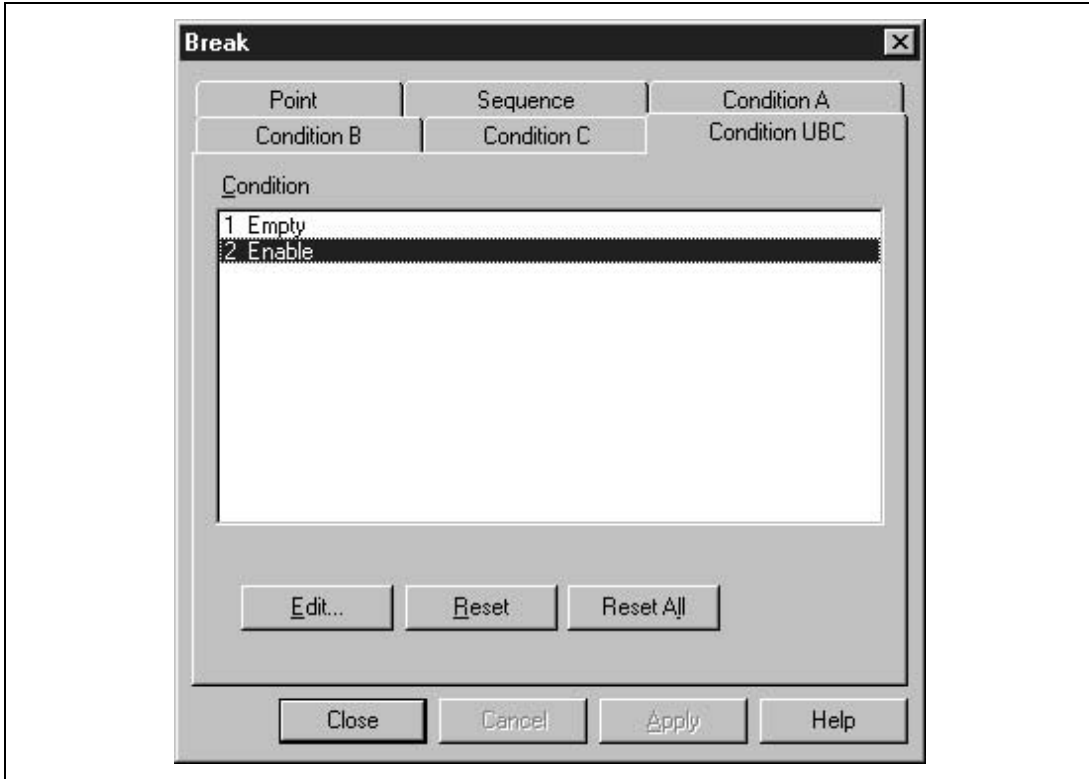 Break
Point Sequence Condition A
Condition B Condition C Condition UBC
Condition
1 Empty
2 Enable
Edit... Reset Reset All
Close Cancel Apply Help